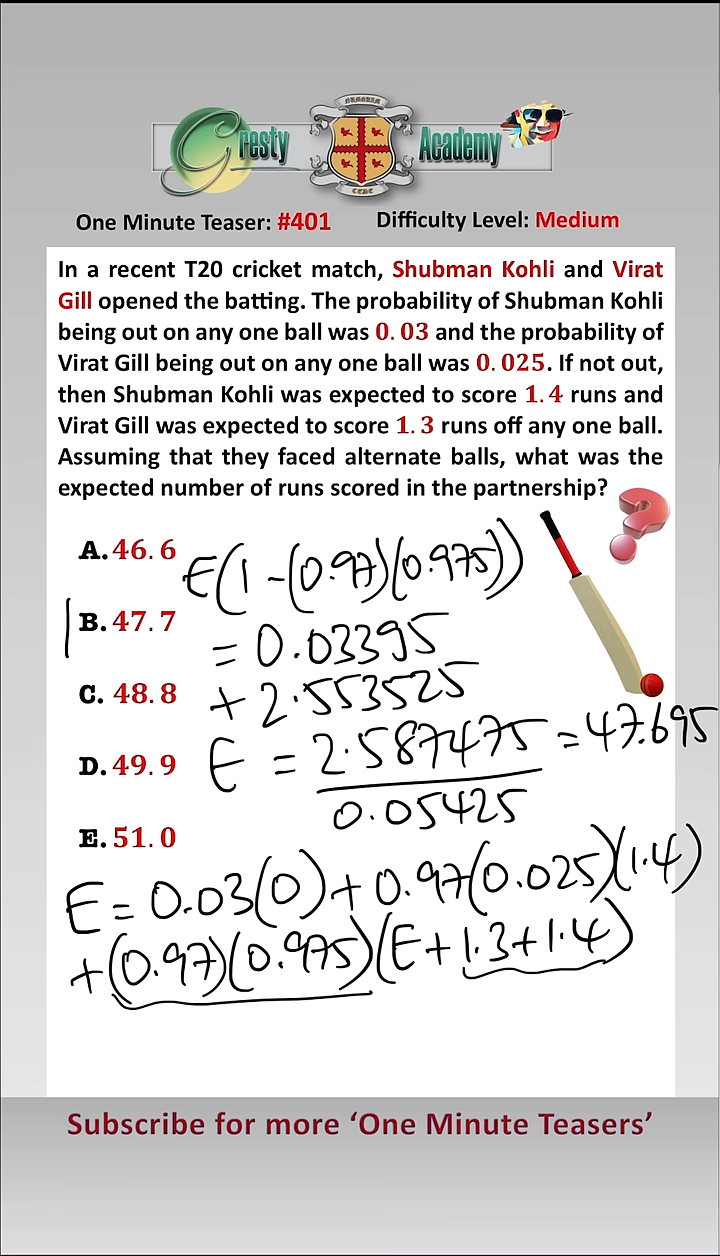 NUMQUAM
Gresty Academy
CEDE
One Minute Teaser: #401 Difficulty Level: Medium
In a recent T20 cricket match, Shubman Kohli and Virat
Gill opened the batting. The probability of Shubman Kohli
being out on any one ball was 0.03 and the probability of
Virat Gill being out on any one ball was 0.025. If not out,
then Shubman Kohli was expected to score 1.4 runs and
Virat Gill was expected to score 1.3 runs off any one ball.
Assuming that they faced alternate balls, what was the
expected number of runs scored in the partnership?
?
A. 46.6
E(1-(0.97)(0.975))
B. 47.7
= 0.03395
C. 48.8
+ 2.553525
D. 49.9
E = 2.587475 = 47.695
0.05425
E. 51.0
E = 0.03(0) + 0.97(0.025)(1.4)
+(0.97)(0.975)(E+1.3+1.4)
Subscribe for more ‘One Minute Teasers’